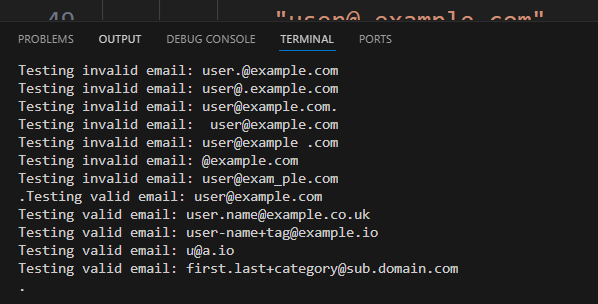 40 "user@ example.com"
PROBLEMS OUTPUT DEBUG CONSOLE TERMINAL PORTS
Testing invalid email: user.@example.com
Testing invalid email: user@.example.com
Testing invalid email: user@example.com.
Testing invalid email:  user@example.com
Testing invalid email: user@example .com
Testing invalid email: @example.com
Testing invalid email: user@exam_ple.com
.Testing valid email: user@example.com
Testing valid email: user.name@example.co.uk
Testing valid email: user-name+tag@example.io
Testing valid email: u@a.io
Testing valid email: first.last+category@sub.domain.com
.